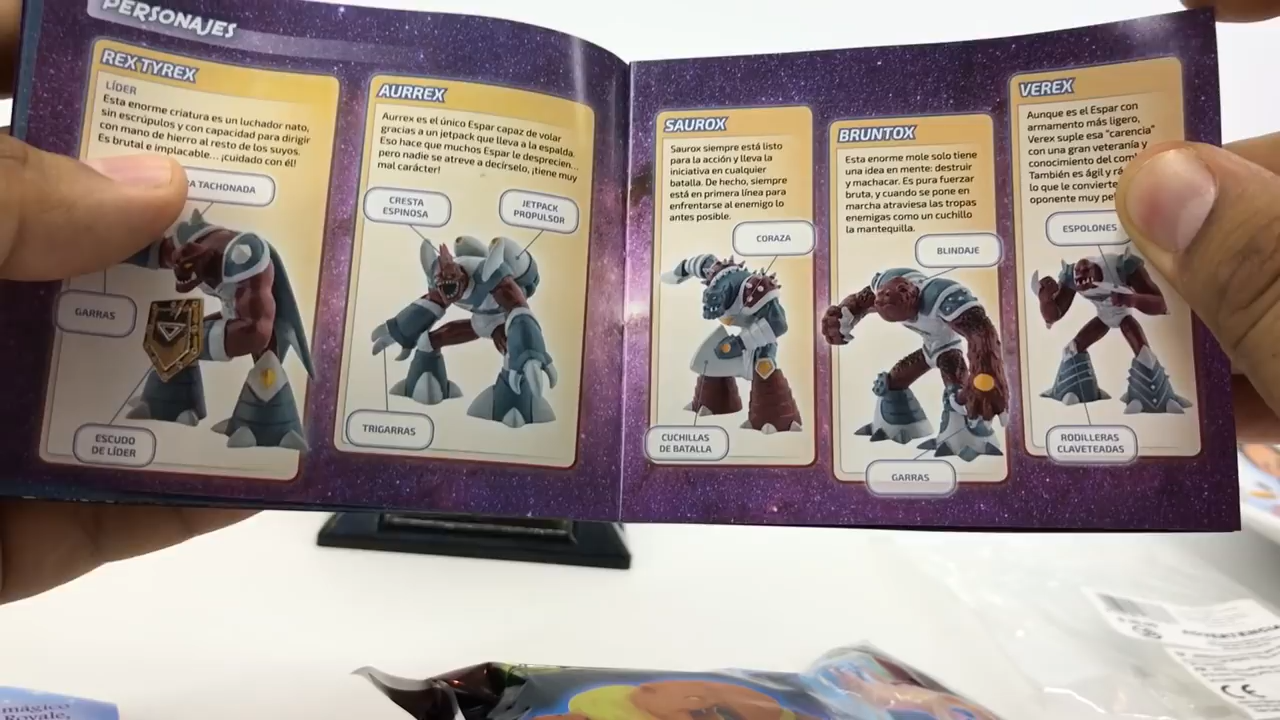 PERSONAJES
REX TYREX
LÍDER
Esta enorme criatura es un luchador nato,
sin escrúpulos y con capacidad para dirigir
con mano de hierro al resto de los suyos.
Es brutal e implacable... ¡cuidado con él!
TACHONADA
GARRAS
ESCUDO
DE LÍDER
AURREX
Aurrex es el único Espar capaz de volar
gracias a un jetpack que lleva a la espalda.
Eso hace que muchos Espar le desprecien...
pero nadie se atreve a decírselo, ¡tiene muy
mal carácter!
CRESTA
ESPINOSA
JETPACK
PROPULSOR
TRIGARRAS
SAUROX
Saurox siempre está listo
para la acción y lleva la
iniciativa en cualquier
batalla. De hecho, siempre
está en primera línea para
enfrentarse al enemigo lo
antes posible.
CORAZA
CUCHILLAS
DE BATALLA
BRUNTOX
Esta enorme mole solo tiene
una idea en mente: destruir
y machacar. Es pura fuerza
bruta, y cuando se pone en
marcha atraviesa las tropas
enemigas como un cuchillo
la mantequilla.
BLINDAJE
GARRAS
VEREX
Aunque es el Espar con
armamento más ligero,
Verex suple esa "carencia"
con una gran veteranía y
conocimiento del
También es ágil y
lo que le convierte
oponente muy
ESPOLONES
RODILLERAS
CLAVETEADAS
mágico
Royale,
ADVERTENCIA
CE